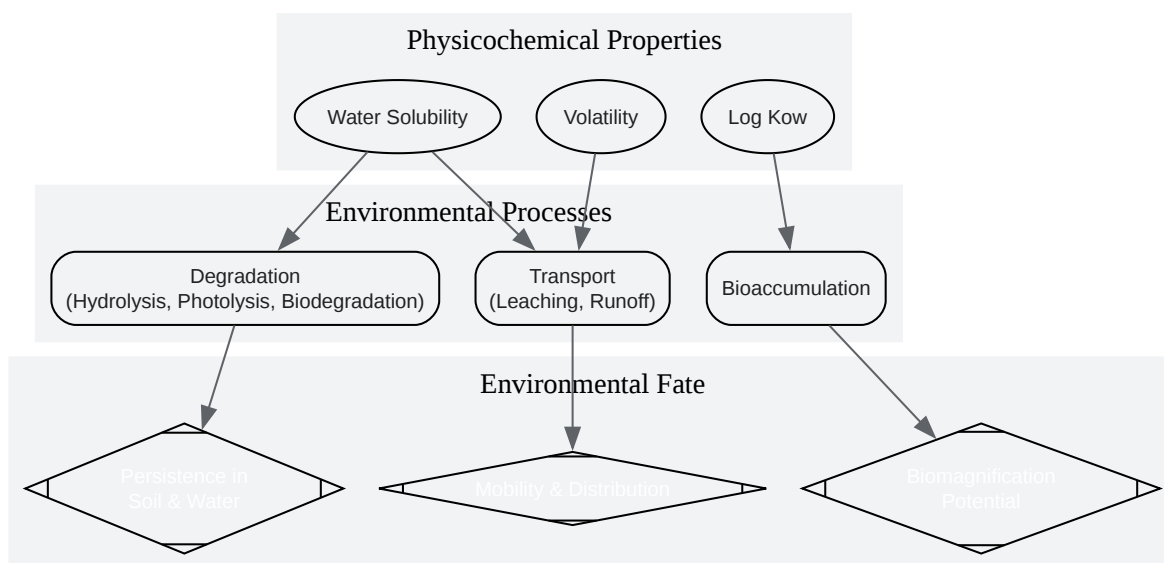 Physicochemical Properties
Water Solubility
Volatility
Log Kow
Environmental Processes
Degradation
(Hydrolysis, Photolysis, Biodegradation)
Transport
(Leaching, Runoff)
Bioaccumulation
Environmental Fate
Persistence in
Soil & Water
Mobility & Distribution
Biomagnification
Potential